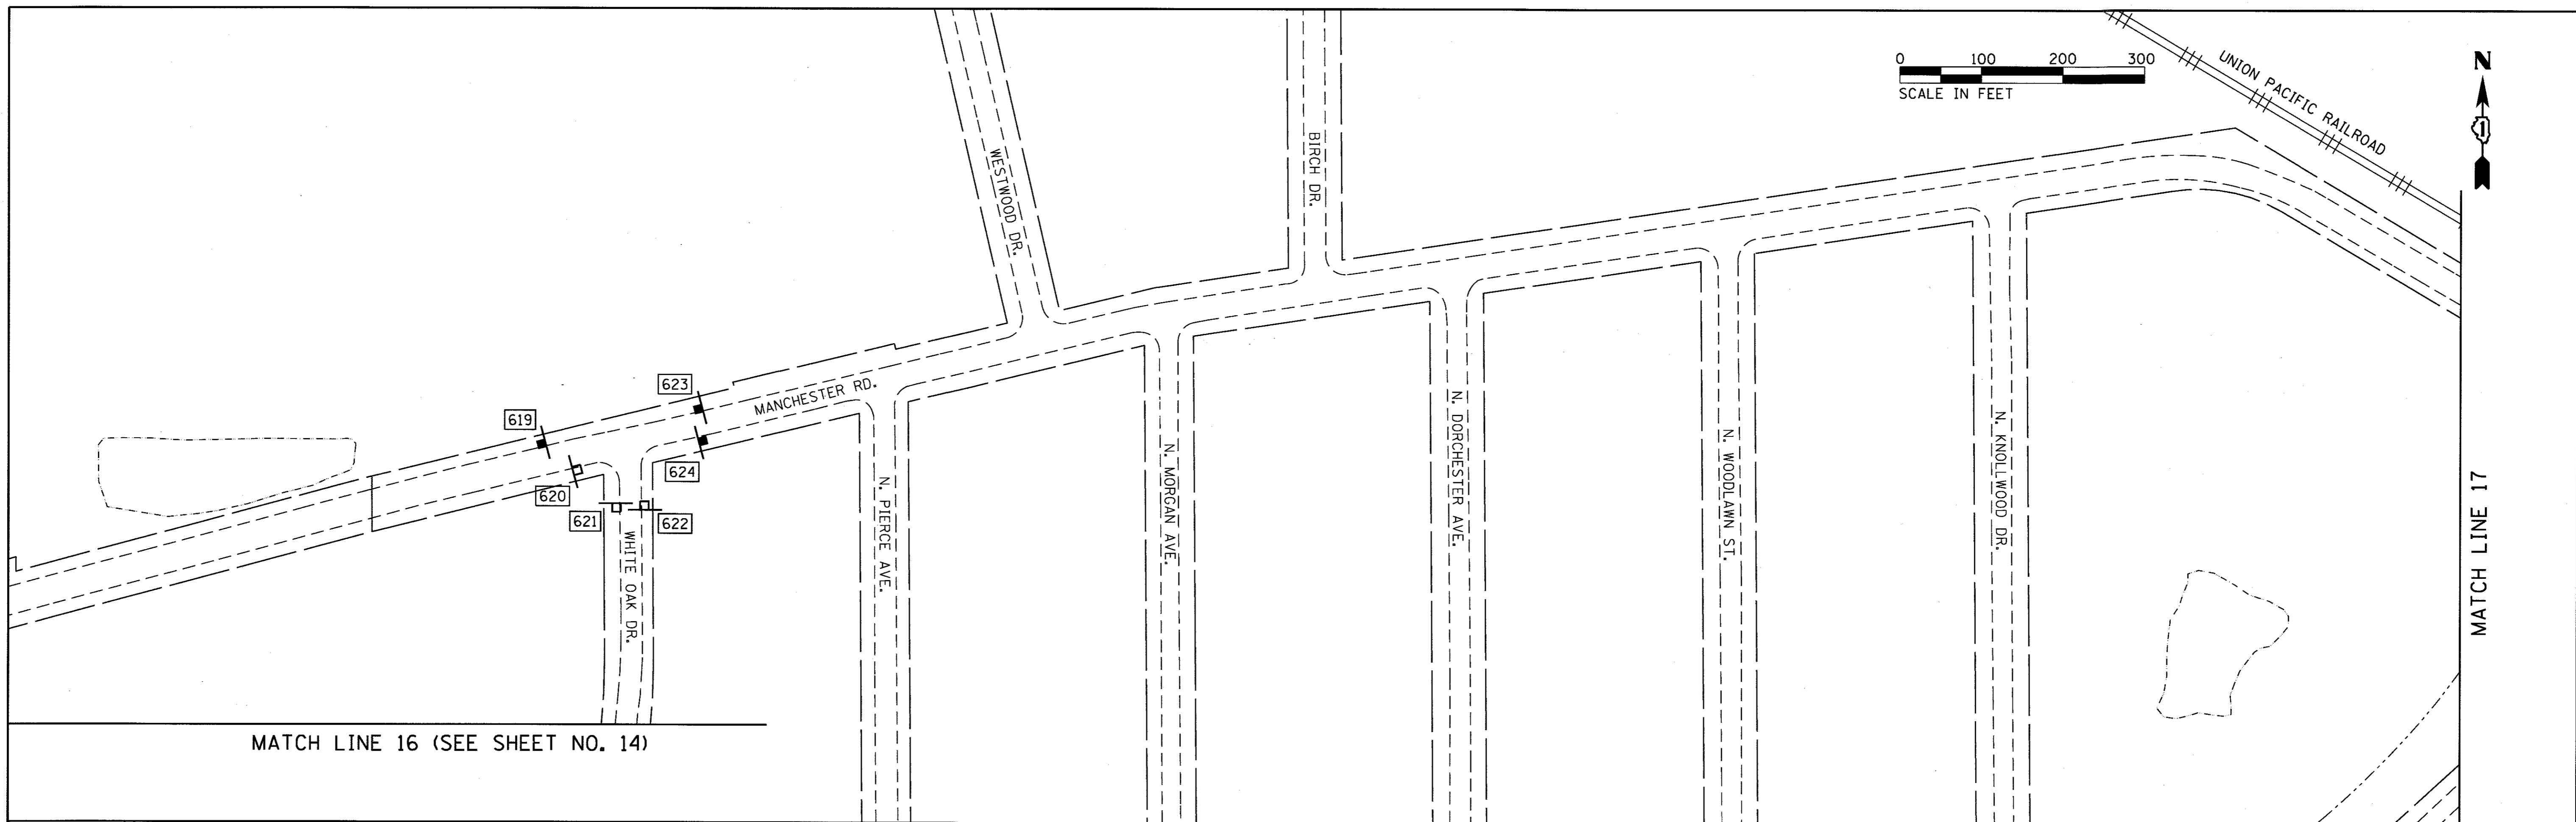 0 100 200 300
SCALE IN FEET
UNION PACIFIC RAILROAD
N
1
WESTWOOD DR.
BIRCH DR.
623
MANCHESTER RD.
619
624
620
621
622
WHITE OAK DR.
N. PIERCE AVE.
N. MORGAN AVE.
N. DORCHESTER AVE.
N. WOODLAWN ST.
N. KNOLLWOOD DR.
MATCH LINE 17
MATCH LINE 16 (SEE SHEET NO. 14)